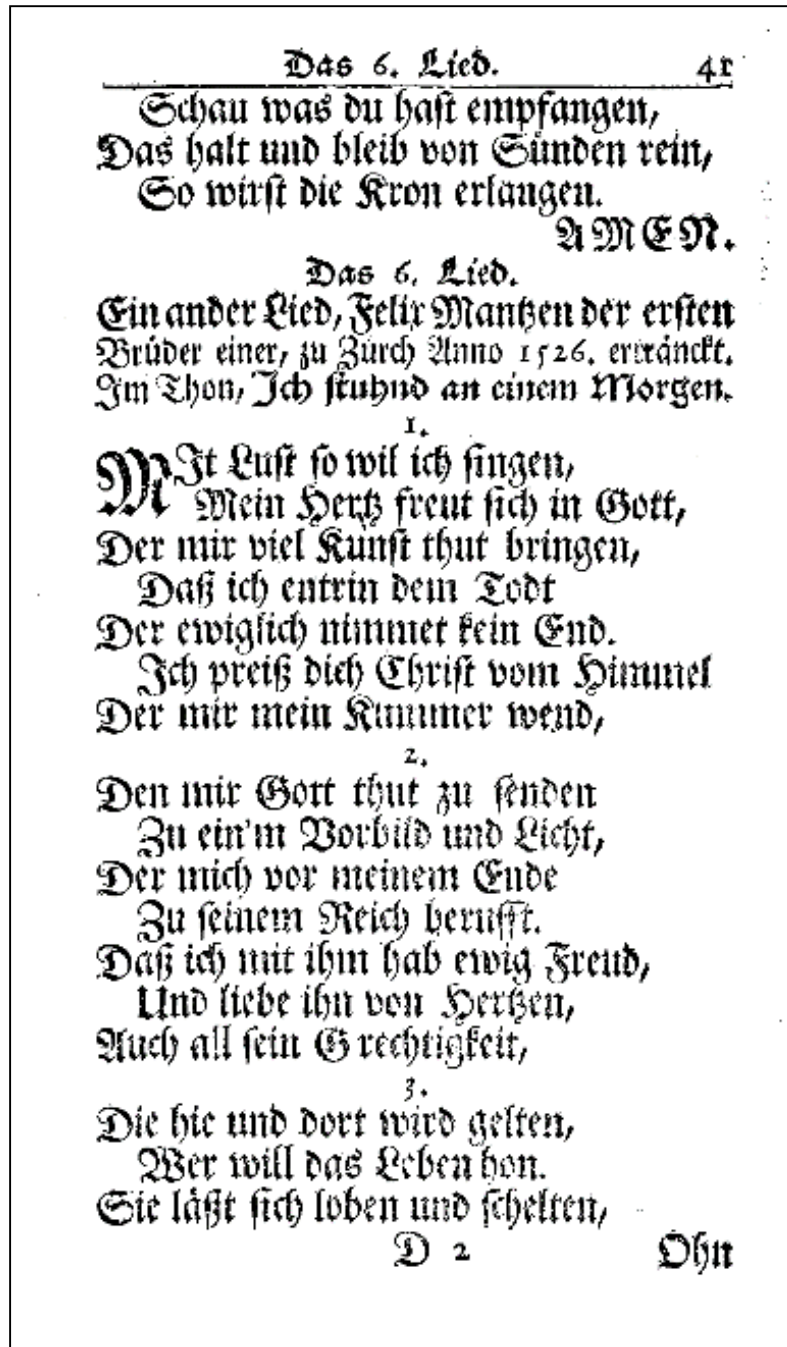 Das 6. Lied. 41
Schau was du hast empfangen,
Das halt und bleib von Sünden rein,
So wirst die Kron erlangen.
AMEN.
Das 6. Lied.
Ein ander Lied, Felix Mantzen der ersten
Brüder einer, zu Zürch Anno 1526. ertränckt.
Im Thon, Ich stuhnd an einem Morgen.
1.
MIt Lust so wil ich singen,
Mein Hertz freut sich in Gott,
Der mir viel Kunst thut bringen,
Daß ich entrin dem Todt
Der ewiglich nimmet kein End.
Ich preiß dich Christ vom Himmel
Der mir mein Kummer wend,
2.
Den mir Gott thut zu senden
Zu ein'm Vorbild und Licht,
Der mich vor meinem Ende
Zu seinem Reich berufft.
Daß ich mit ihm hab ewig Freud,
Und liebe ihn von Hertzen,
Auch all sein G rechtigkeit,
3.
Die hie und dort wird gelten,
Wer will das Leben hon.
Sie läßt sich loben und schelten,
D 2 Ohn